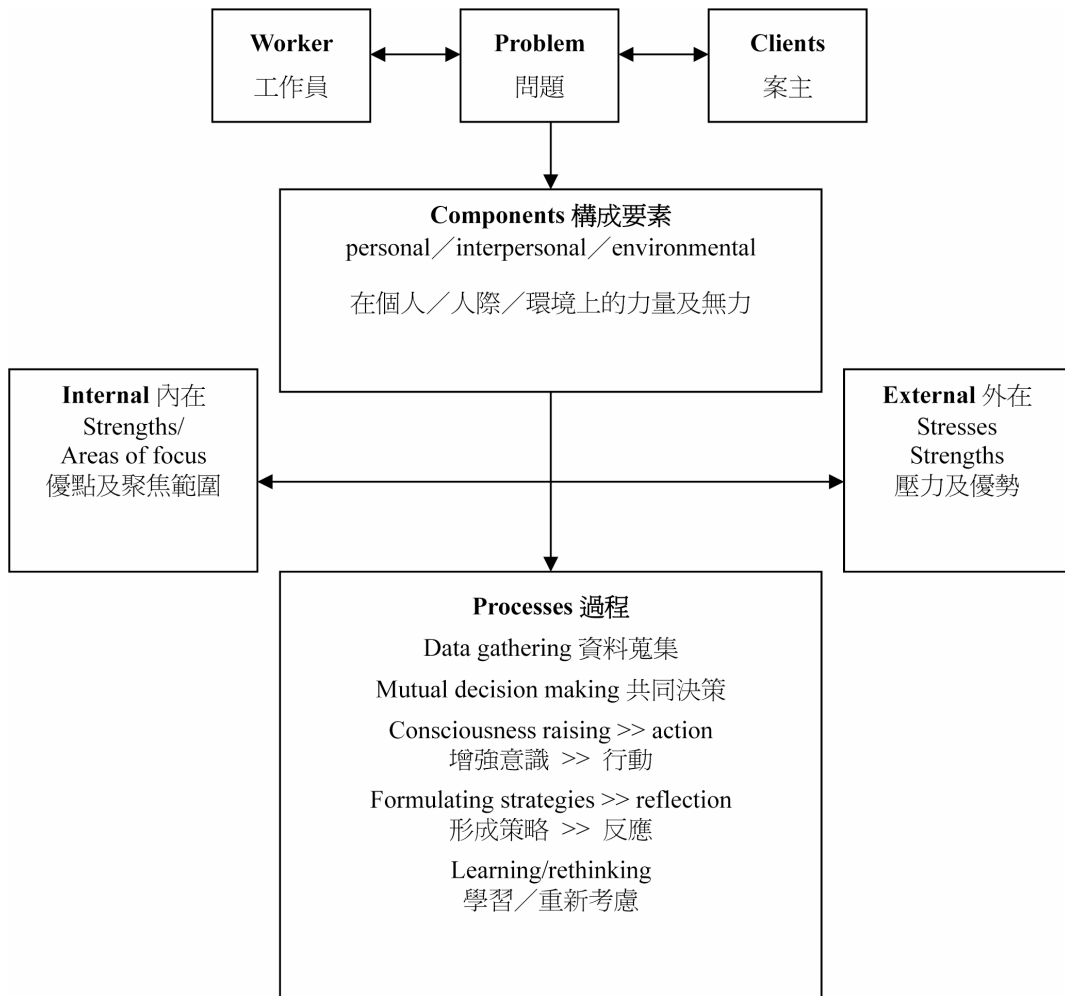 Worker
工作員
Problem
問題
Clients
案主
Components 構成要素
personal／interpersonal／environmental
在個人／人際／環境上的力量及無力
Internal 內在
Strengths/
Areas of focus
優點及聚焦範圍
External 外在
Stresses
Strengths
壓力及優勢
Processes 過程
Data gathering 資料蒐集
Mutual decision making 共同決策
Consciousness raising >> action
增強意識 >> 行動
Formulating strategies >> reflection
形成策略 >> 反應
Learning/rethinking
學習／重新考慮